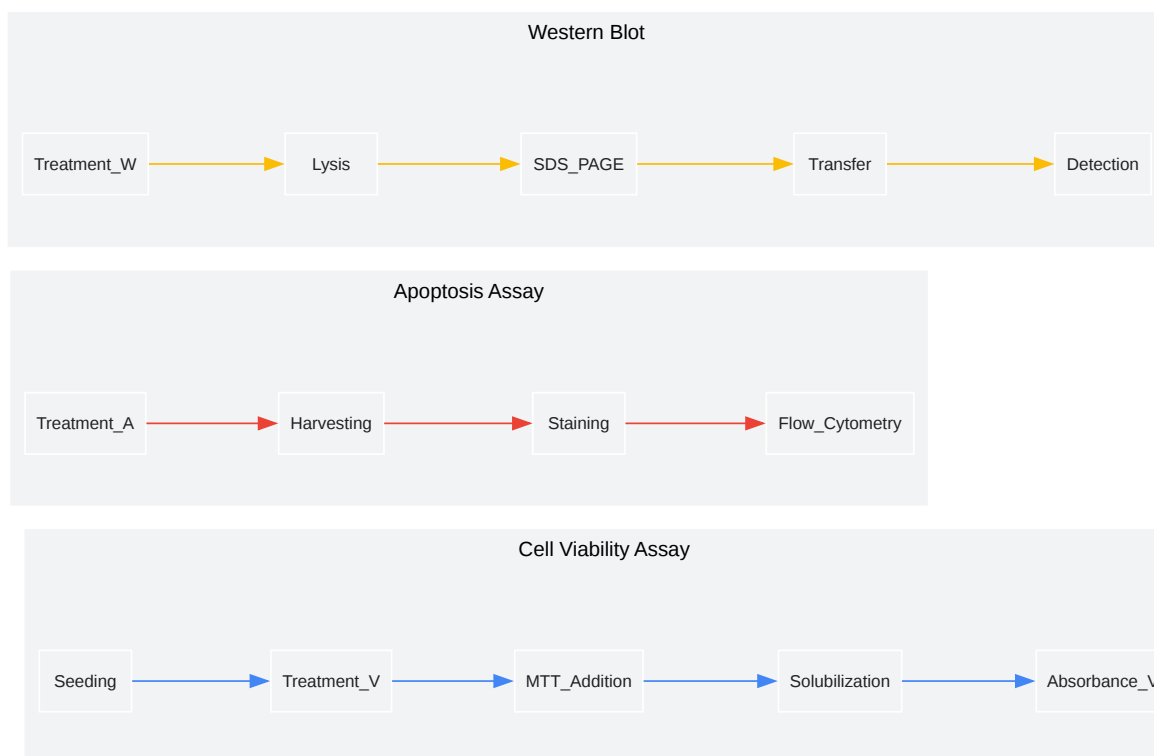 Western Blot
Treatment_W
Lysis
SDS_PAGE
Transfer
Detection
Apoptosis Assay
Treatment_A
Harvesting
Staining
Flow_Cytometry
Cell Viability Assay
Seeding
Treatment_V
MTT_Addition
Solubilization
Absorbance_V